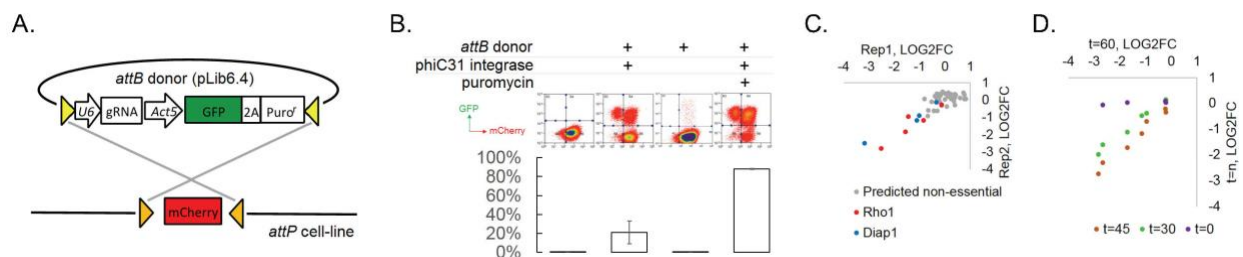 A.
attB donor (pLib6.4)
U6 gRNA Act5 GFP 2A Puroʳ
mCherry
attP cell-line
B.
attB donor + + +
phiC31 integrase + +
puromycin +
GFP
mCherry
100%
80%
60%
40%
20%
0%
C.
Rep1, LOG2FC
-4 -3 -2 -1 0 1
1
0
-1
-2
-3
-4
Rep2, LOG2FC
Predicted non-essential
Rho1
Diap1
D.
t=60, LOG2FC
-4 -3 -2 -1 0 1
1
0
-1
-2
-3
-4
t=n, LOG2FC
t=45 t=30 t=0